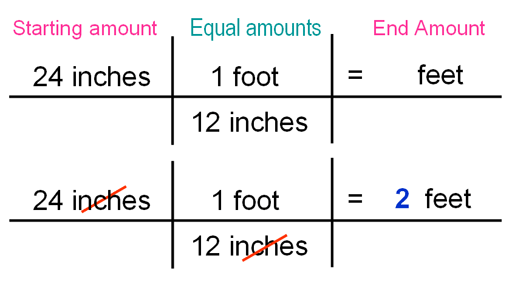 Starting amount Equal amounts End Amount
24 inches 1 foot = feet
12 inches
24 inches 1 foot = 2 feet
12 inches